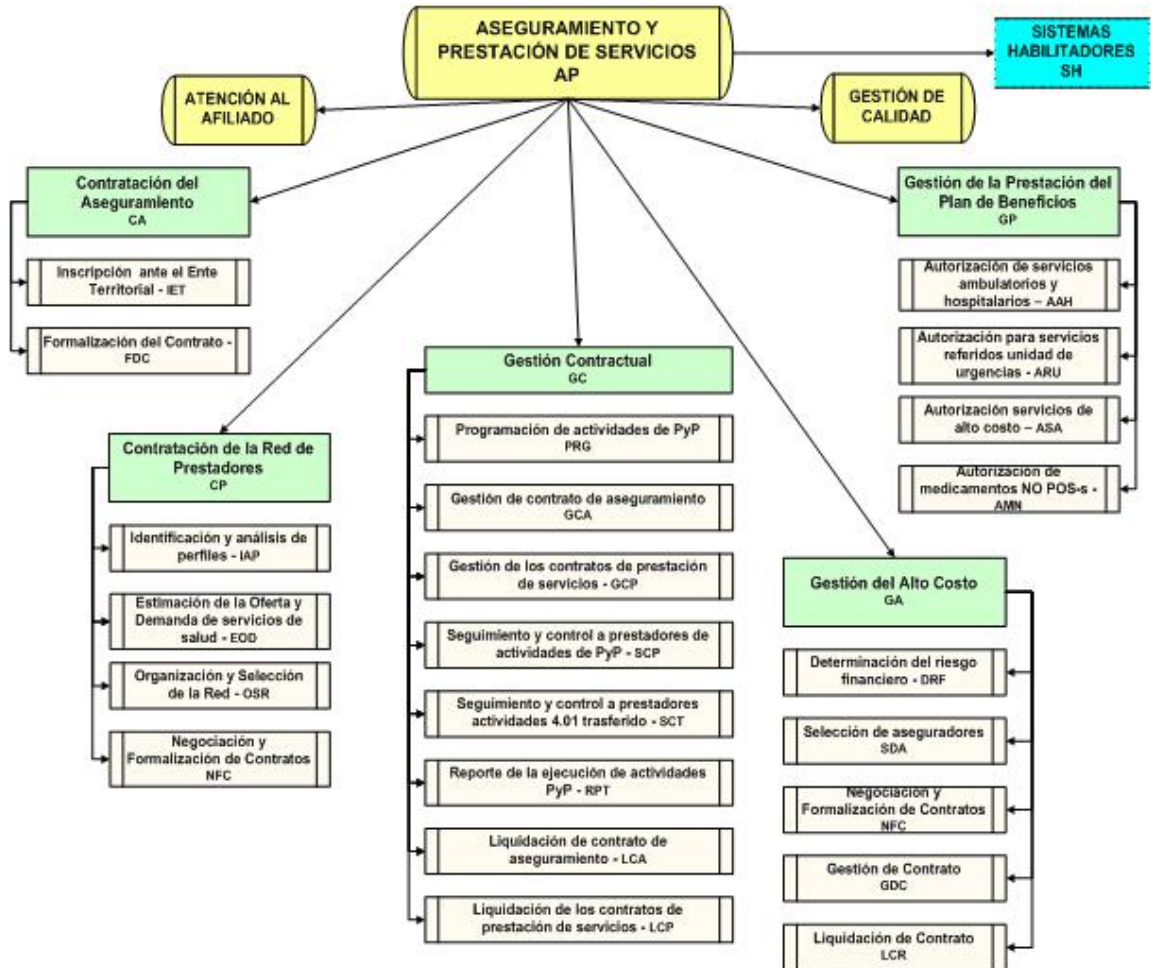 ASEGURAMIENTO Y
PRESTACIÓN DE SERVICIOS
AP
SISTEMAS
HABILITADORES
SH
ATENCIÓN AL
AFILIADO
GESTIÓN DE
CALIDAD
Contratación del
Aseguramiento
CA
Inscripción ante el Ente
Territorial - IET
Formalización del Contrato -
FDC
Contratación de la Red de
Prestadores
CP
Identificación y análisis de
perfiles - IAP
Estimación de la Oferta y
Demanda de servicios de
salud - EOD
Organización y Selección
de la Red - OSR
Negociación y
Formalización de Contratos
NFC
Gestión Contractual
GC
Programación de actividades de PyP
PRG
Gestión de contrato de aseguramiento
GCA
Gestión de los contratos de prestación
de servicios - GCP
Seguimiento y control a prestadores de
actividades de PyP - SCP
Seguimiento y control a prestadores
actividades 4.01 trasferido - SCT
Reporte de la ejecución de actividades
PyP - RPT
Liquidación de contrato de
aseguramiento - LCA
Liquidación de los contratos de
prestación de servicios - LCP
Gestión de la Prestación del
Plan de Beneficios
GP
Autorización de servicios
ambulatorios y
hospitalarios – AAH
Autorización para servicios
referidos unidad de
urgencias - ARU
Autorización servicios de
alto costo – ASA
Autorización de
medicamentos NO POS-s -
AMN
Gestión del Alto Costo
GA
Determinación del riesgo
financiero - DRF
Selección de aseguradores
SDA
Negociación y
Formalización de Contratos
NFC
Gestión de Contrato
GDC
Liquidación de Contrato
LCR